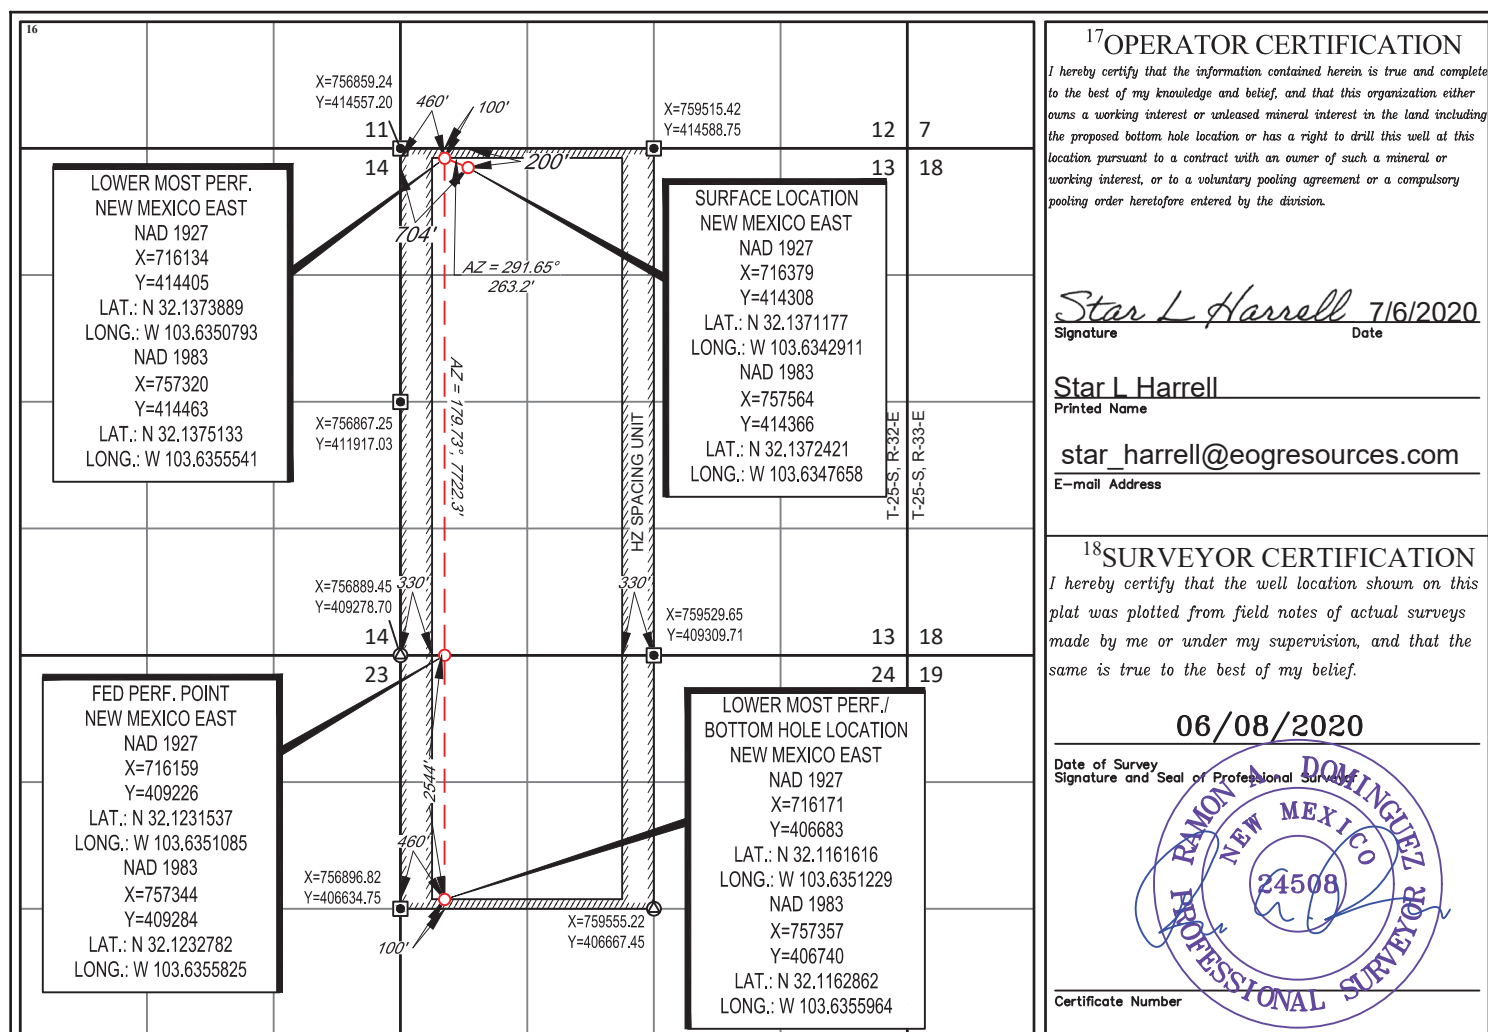 16
X=756859.24
Y=414557.20
460'
100'
X=759515.42
Y=414588.75
11
12
7
14
13
18
200'
704'
LOWER MOST PERF.
NEW MEXICO EAST
NAD 1927
X=716134
Y=414405
LAT.: N 32.1373889
LONG.: W 103.6350793
NAD 1983
X=757320
Y=414463
LAT.: N 32.1375133
LONG.: W 103.6355541
SURFACE LOCATION
NEW MEXICO EAST
NAD 1927
X=716379
Y=414308
LAT.: N 32.1371177
LONG.: W 103.6342911
NAD 1983
X=757564
Y=414366
LAT.: N 32.1372421
LONG.: W 103.6347658
AZ = 291.65°
263.2'
AZ = 179.73°, 7722.3'
X=756867.25
Y=411917.03
HZ SPACING UNIT
T-25-S, R-32-E
T-25-S, R-33-E
X=756889.45
Y=409278.70
330'
330'
X=759529.65
Y=409309.71
14
13
18
23
24
19
FED PERF. POINT
NEW MEXICO EAST
NAD 1927
X=716159
Y=409226
LAT.: N 32.1231537
LONG.: W 103.6351085
NAD 1983
X=757344
Y=409284
LAT.: N 32.1232782
LONG.: W 103.6355825
LOWER MOST PERF./
BOTTOM HOLE LOCATION
NEW MEXICO EAST
NAD 1927
X=716171
Y=406683
LAT.: N 32.1161616
LONG.: W 103.6351229
NAD 1983
X=757357
Y=406740
LAT.: N 32.1162862
LONG.: W 103.6355964
2544'
460'
X=756896.82
Y=406634.75
X=759555.22
Y=406667.45
100'
17OPERATOR CERTIFICATION
I hereby certify that the information contained herein is true and complete
to the best of my knowledge and belief, and that this organization either
owns a working interest or unleased mineral interest in the land including
the proposed bottom hole location or has a right to drill this well at this
location pursuant to a contract with an owner of such a mineral or
working interest, or to a voluntary pooling agreement or a compulsory
pooling order heretofore entered by the division.
Star L Harrell 7/6/2020
Signature Date
Star L Harrell
Printed Name
star_harrell@eogresources.com
E-mail Address
18SURVEYOR CERTIFICATION
I hereby certify that the well location shown on this
plat was plotted from field notes of actual surveys
made by me or under my supervision, and that the
same is true to the best of my belief.
06/08/2020
Date of Survey
Signature and Seal of Professional Surveyor
RAMON A. DOMINGUEZ
NEW MEXICO
24508
PROFESSIONAL SURVEYOR
Certificate Number